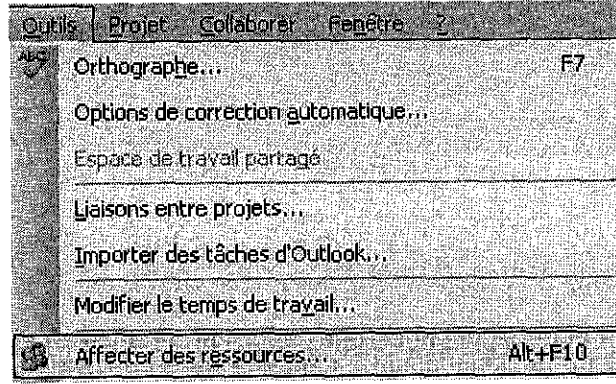 Outils Projet Collaborer Fenêtre ?
ABC
Orthographe... F7
Options de correction automatique...
Espace de travail partagé
Liaisons entre projets...
Importer des tâches d'Outlook...
Modifier le temps de travail...
Affecter des ressources... Alt+F10